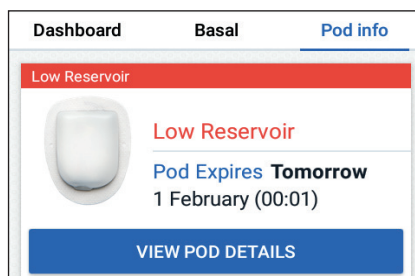 Dashboard Basal Pod info
Low Reservoir
Low Reservoir
Pod Expires Tomorrow
1 February (00:01)
VIEW POD DETAILS